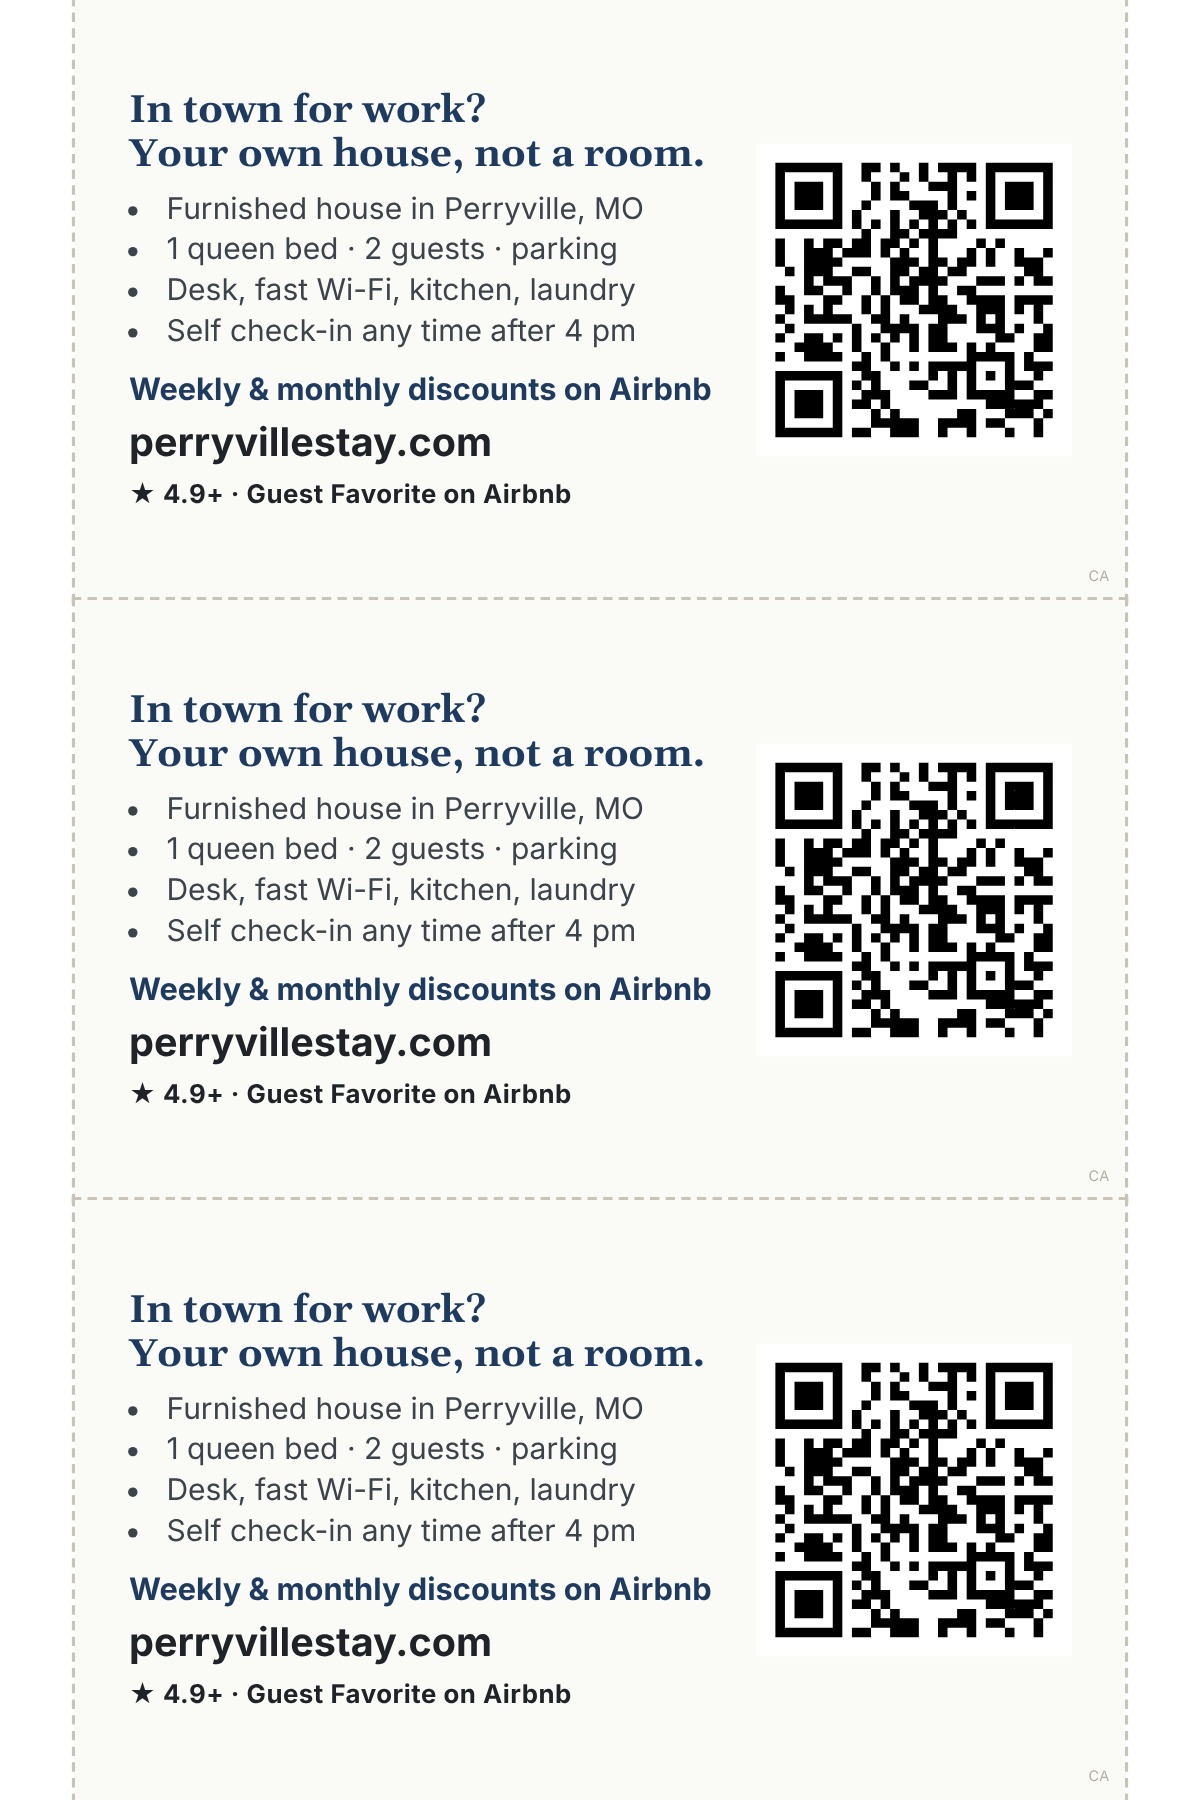 In town for work?
Your own house, not a room.
• Furnished house in Perryville, MO
• 1 queen bed · 2 guests · parking
• Desk, fast Wi-Fi, kitchen, laundry
• Self check-in any time after 4 pm
Weekly & monthly discounts on Airbnb
perryvillestay.com
★ 4.9+ · Guest Favorite on Airbnb
CA
In town for work?
Your own house, not a room.
• Furnished house in Perryville, MO
• 1 queen bed · 2 guests · parking
• Desk, fast Wi-Fi, kitchen, laundry
• Self check-in any time after 4 pm
Weekly & monthly discounts on Airbnb
perryvillestay.com
★ 4.9+ · Guest Favorite on Airbnb
CA
In town for work?
Your own house, not a room.
• Furnished house in Perryville, MO
• 1 queen bed · 2 guests · parking
• Desk, fast Wi-Fi, kitchen, laundry
• Self check-in any time after 4 pm
Weekly & monthly discounts on Airbnb
perryvillestay.com
★ 4.9+ · Guest Favorite on Airbnb
CA